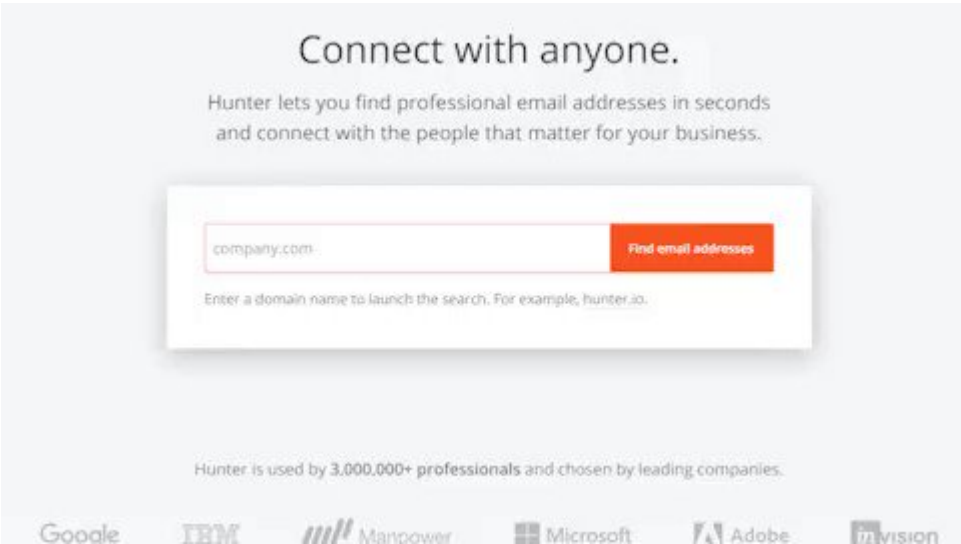 Connect with anyone.
Hunter lets you find professional email addresses in seconds
and connect with the people that matter for your business.
company.com
Find email addresses
Enter a domain name to launch the search. For example, hunter.io.
Hunter is used by 3,000,000+ professionals and chosen by leading companies.
Google IBM Manpower Microsoft Adobe invision